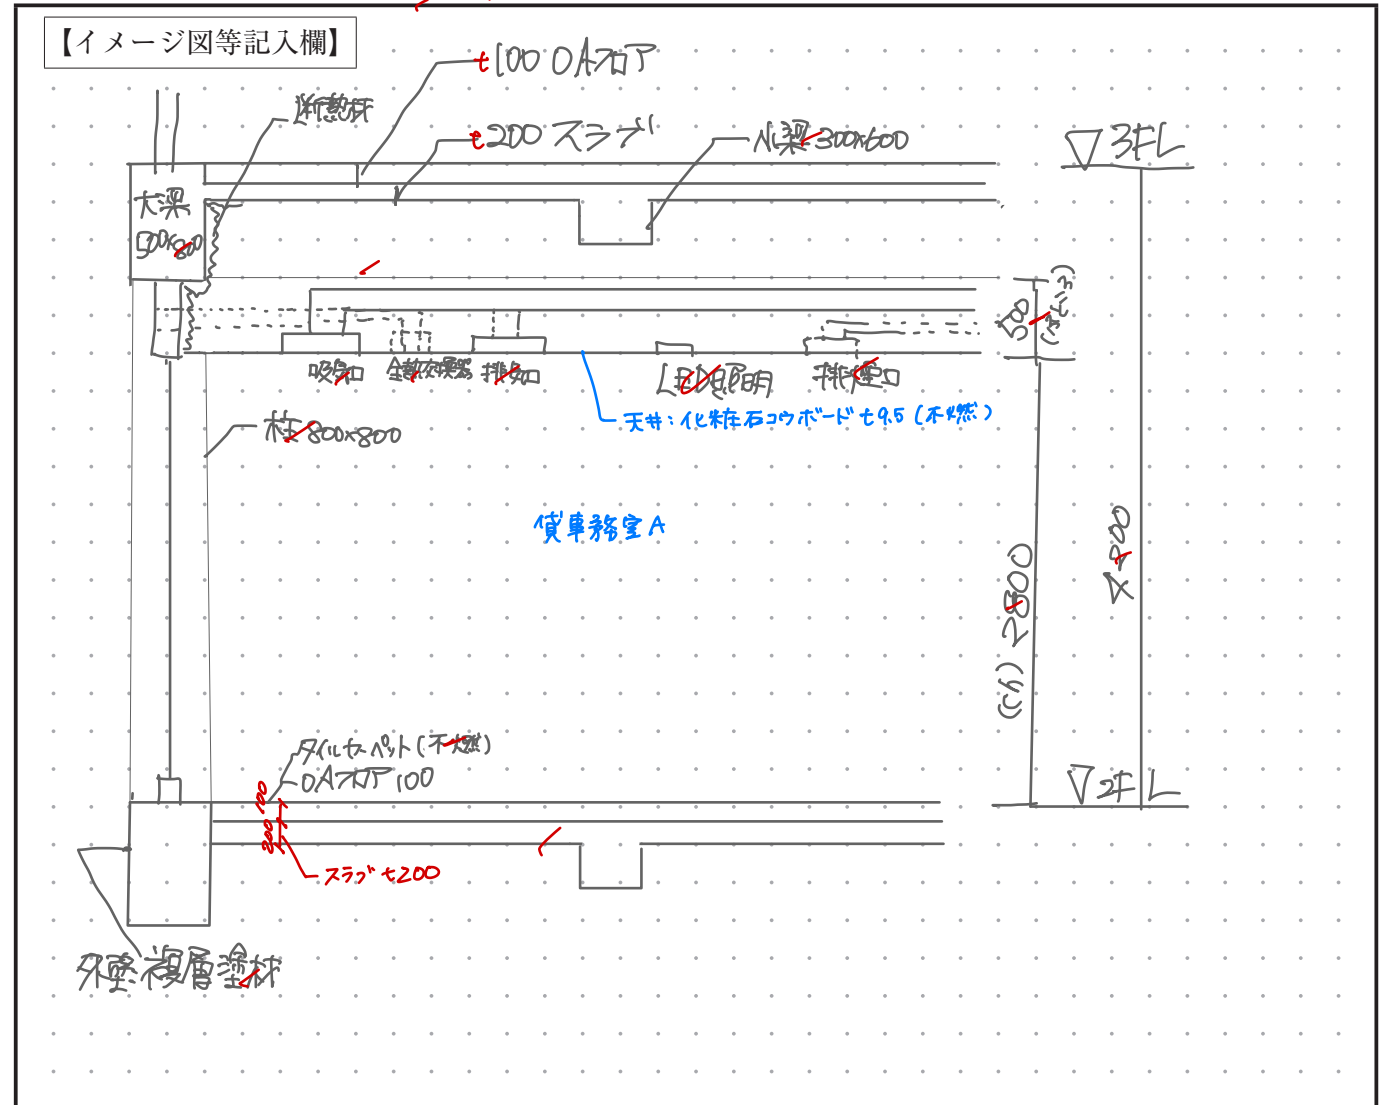 【イメージ図等記入欄】
t100 OAフロア
断熱材
t200 スラブ
小梁 300x600
▽3FL
大梁
500x800
500
吸気口
全熱交換器
排気口
LED照明
排煙口
天井：化粧石コウボードt9.5（不燃）
柱 800x800
貸事務室A
4200
(CH) 2800
タイルカーペット（不燃）
OAフロア 100
▽2FL
100
200
スラブ t200
外壁 複層塗材